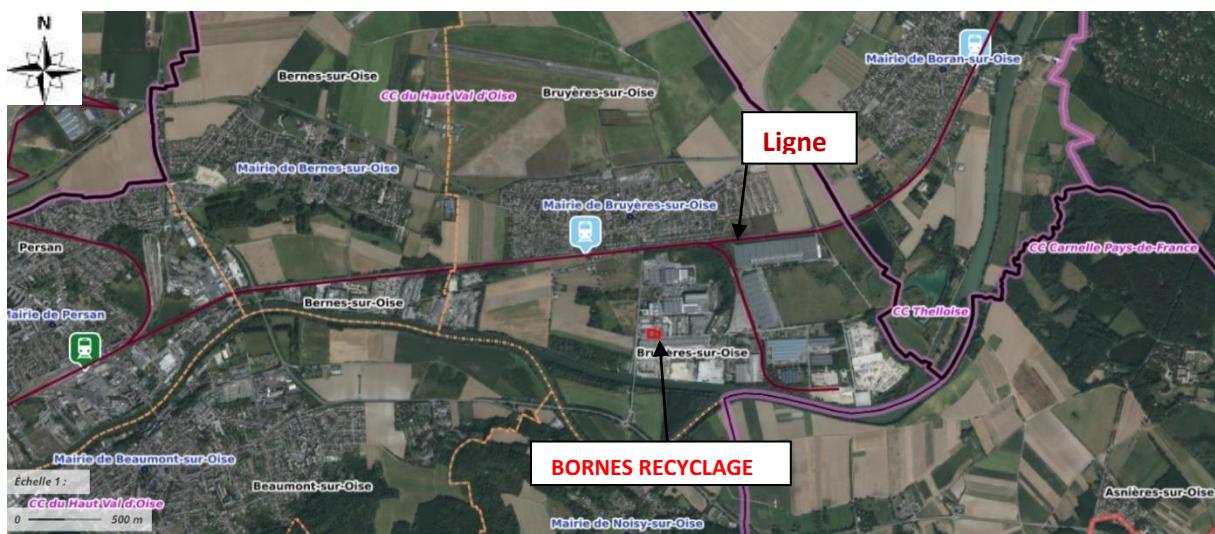 N
Bernes-sur-Oise
CC du Haut Val d'Oise
Bruyères-sur-Oise
Mairie de Boran-sur-Oise
Ligne
Mairie de Bernes-sur-Oise
Mairie de Bruyères-sur-Oise
Persan
CC Carnelle Pays-de-France
Bernes-sur-Oise
CC Thelloise
Mairie de Persan
Bruyères-sur-Oise
BORNES RECYCLAGE
Mairie de Beaumont-sur-Oise
Échelle 1 :
Beaumont-sur-Oise
CC du Haut Val d'Oise
0 500 m
Asnières-sur-Oise
Mairie de Noisy-sur-Oise